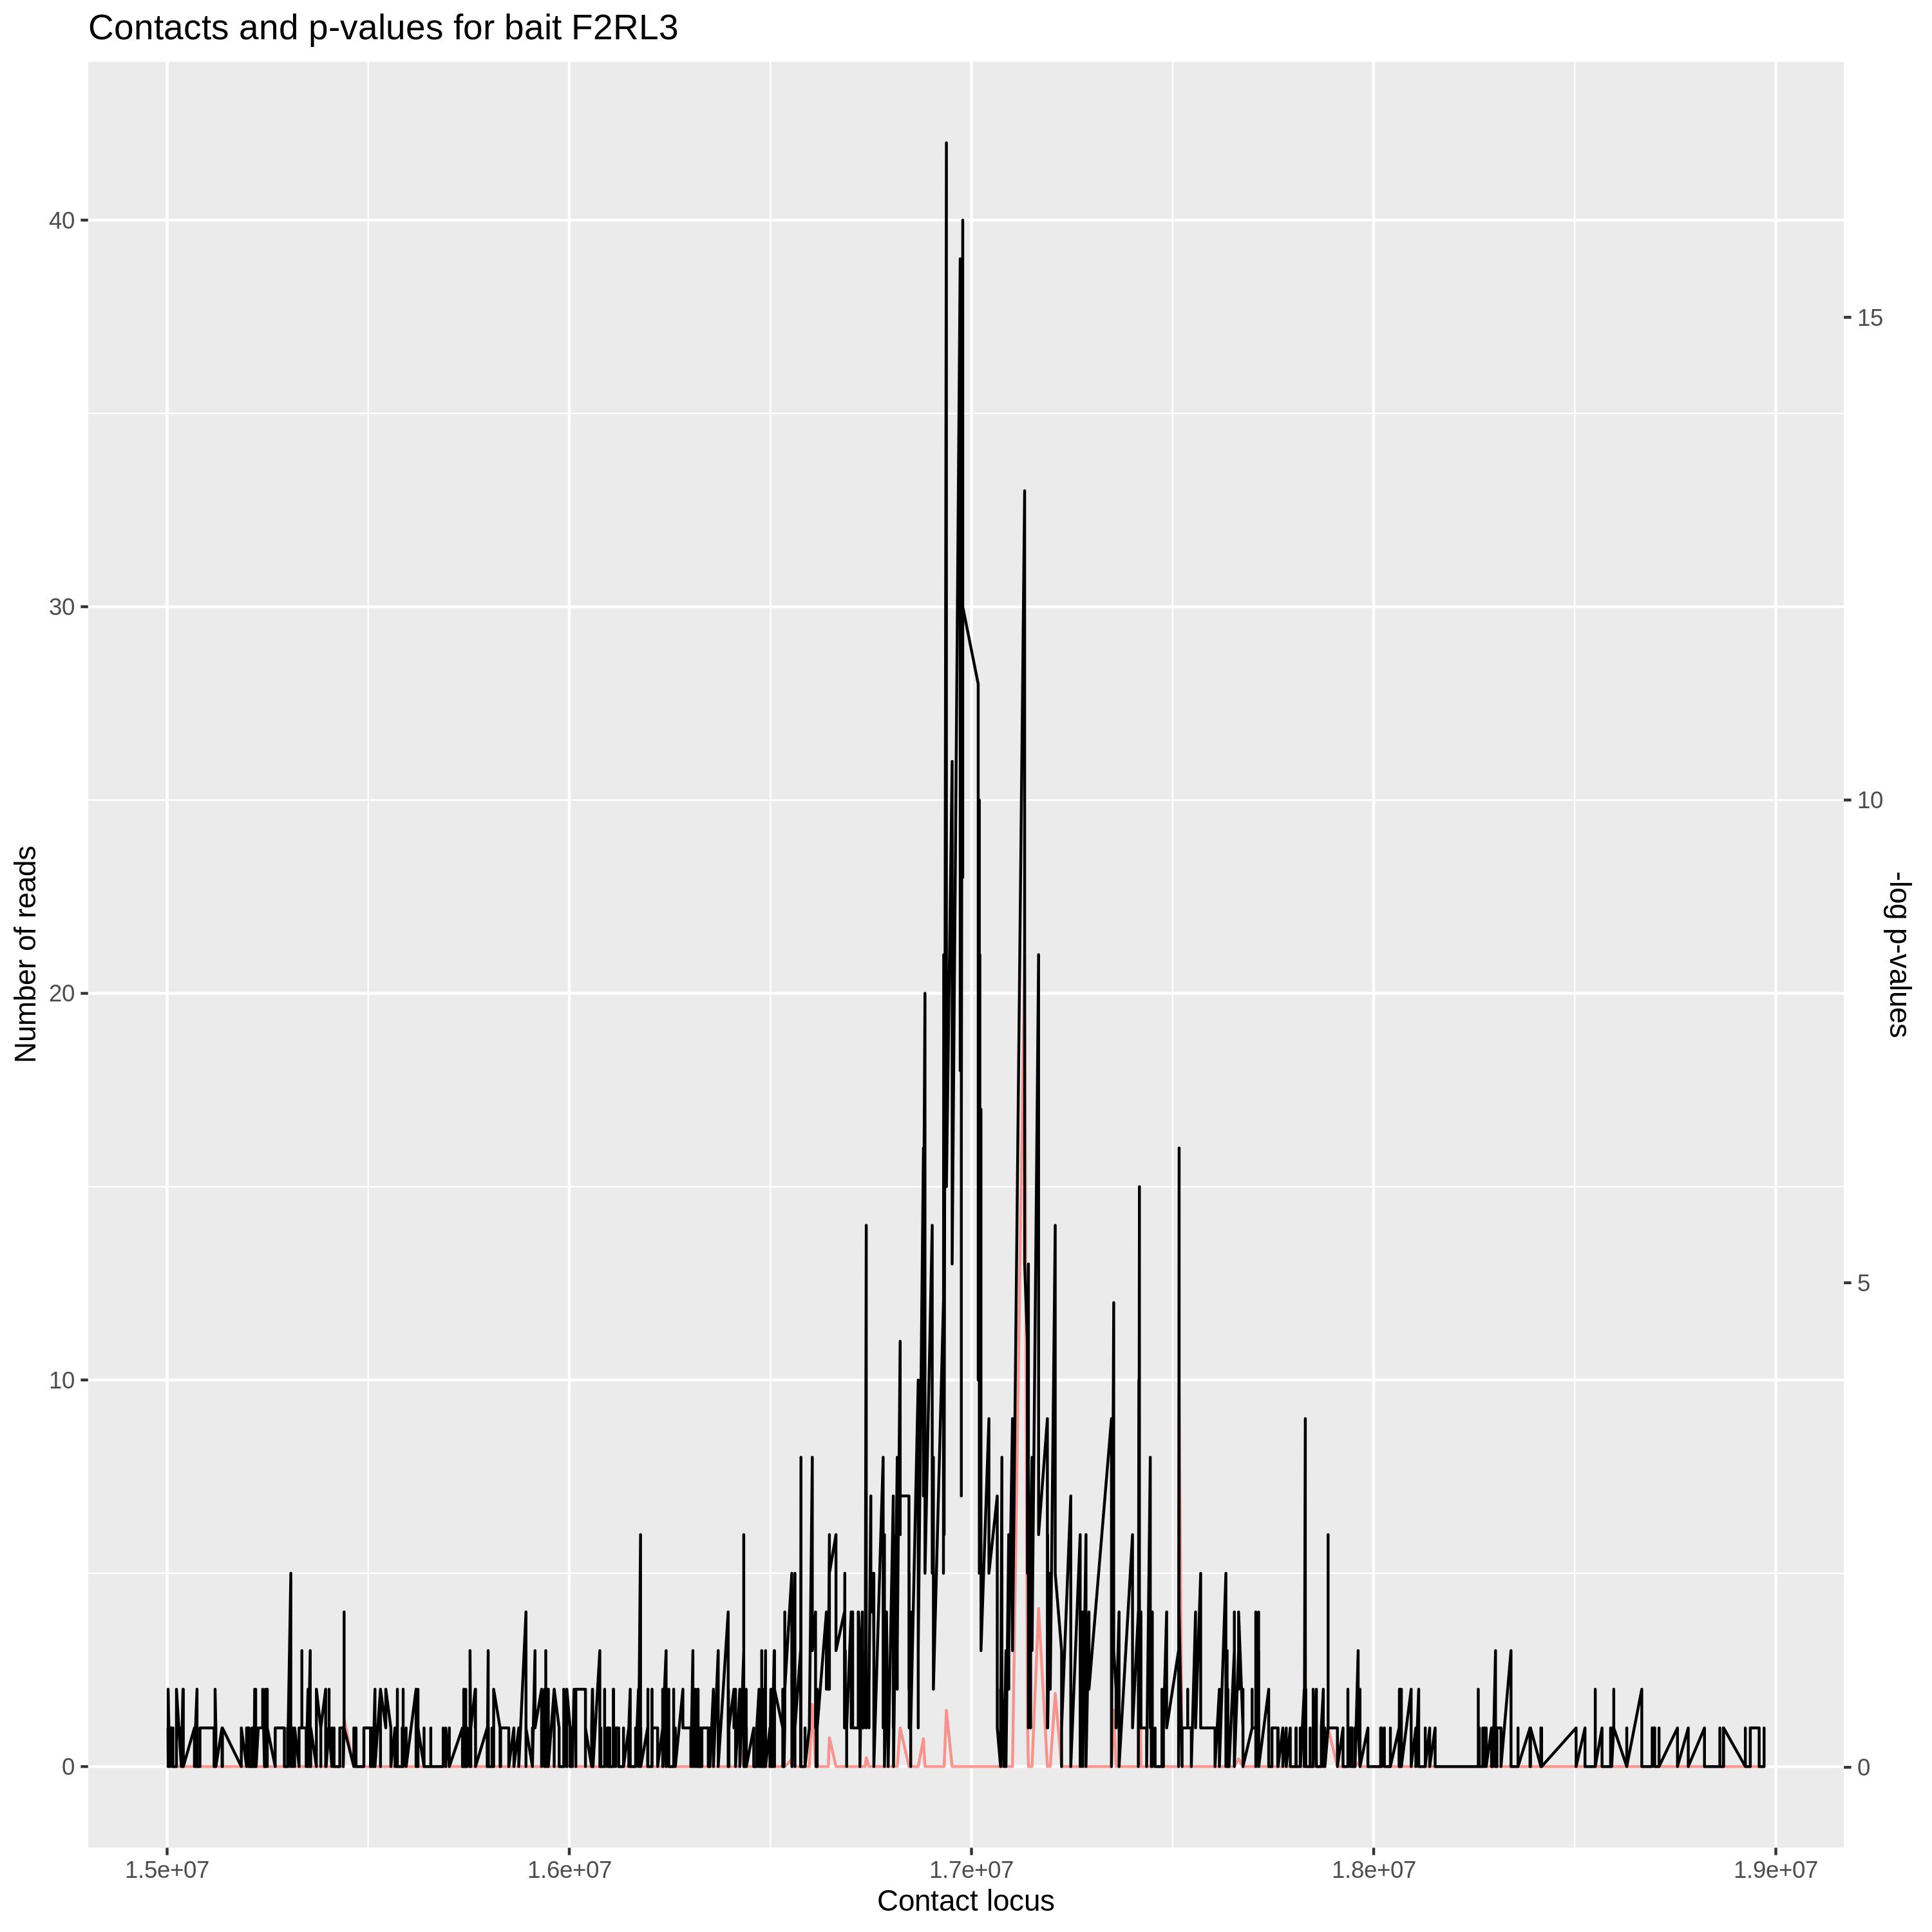 Contacts and p-values for bait F2RL3
40
30
20
10
0
Number of reads
15
10
5
0
-log p-values
1.5e+07
1.6e+07
1.7e+07
1.8e+07
1.9e+07
Contact locus